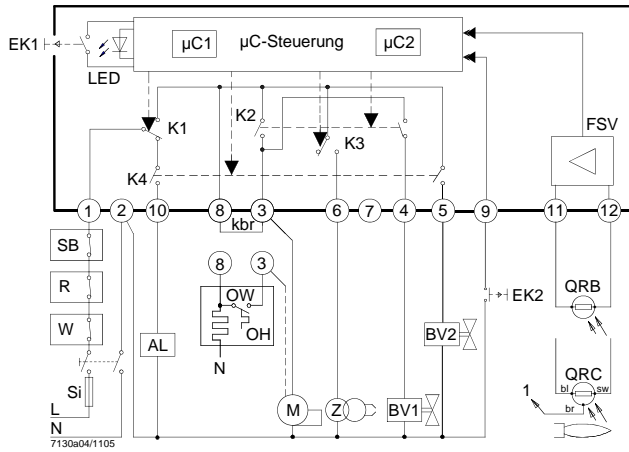 EK1
LED
µC1
µC-Steuerung
µC2
FSV
K1
K2
K3
K4
1
2
10
8
3
6
7
4
5
9
11
12
kbr
SB
R
W
Si
L
N
7130a04/1105
AL
8
3
OW
OH
N
M
Z
BV1
BV2
EK2
QRB
QRC
bl
sw
br
1